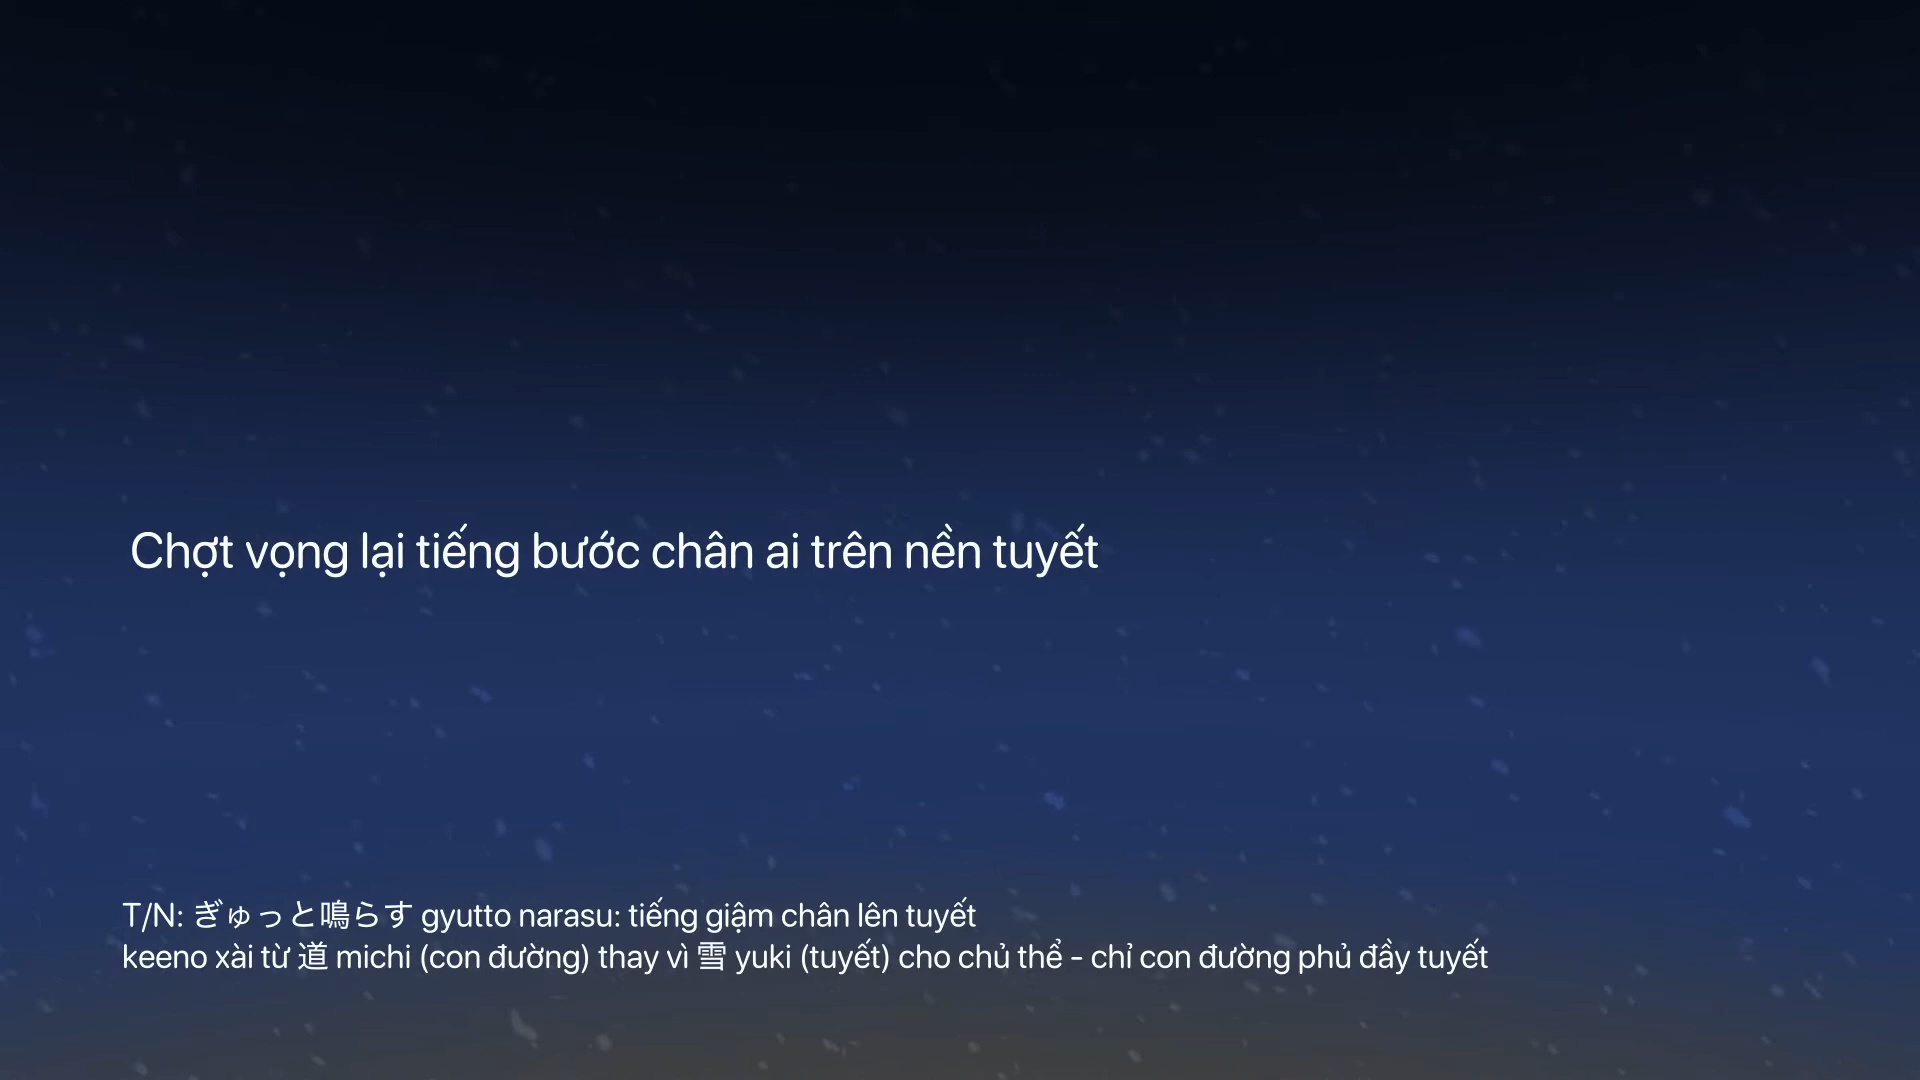 Chợt vọng lại tiếng bước chân ai trên nền tuyết
T/N: ぎゅっと鳴らす gyutto narasu: tiếng giậm chân lên tuyết
keeno xài từ 道 michi (con đường) thay vì 雪 yuki (tuyết) cho chủ thể - chỉ con đường phủ đầy tuyết